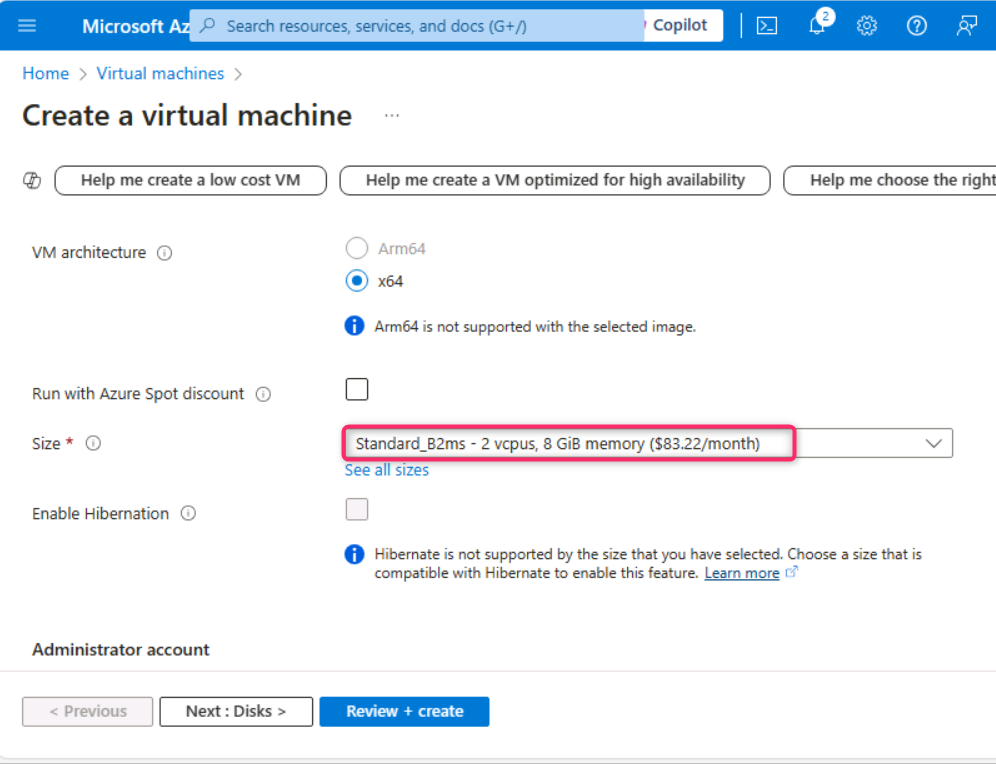 Microsoft Az Search resources, services, and docs (G+/) Copilot 2
Home > Virtual machines >
Create a virtual machine ...
Help me create a low cost VM Help me create a VM optimized for high availability Help me choose the right
VM architecture
Arm64
x64
Arm64 is not supported with the selected image.
Run with Azure Spot discount
Size *
Standard_B2ms - 2 vcpus, 8 GiB memory ($83.22/month)
See all sizes
Enable Hibernation
Hibernate is not supported by the size that you have selected. Choose a size that is
compatible with Hibernate to enable this feature. Learn more
Administrator account
< Previous Next : Disks > Review + create